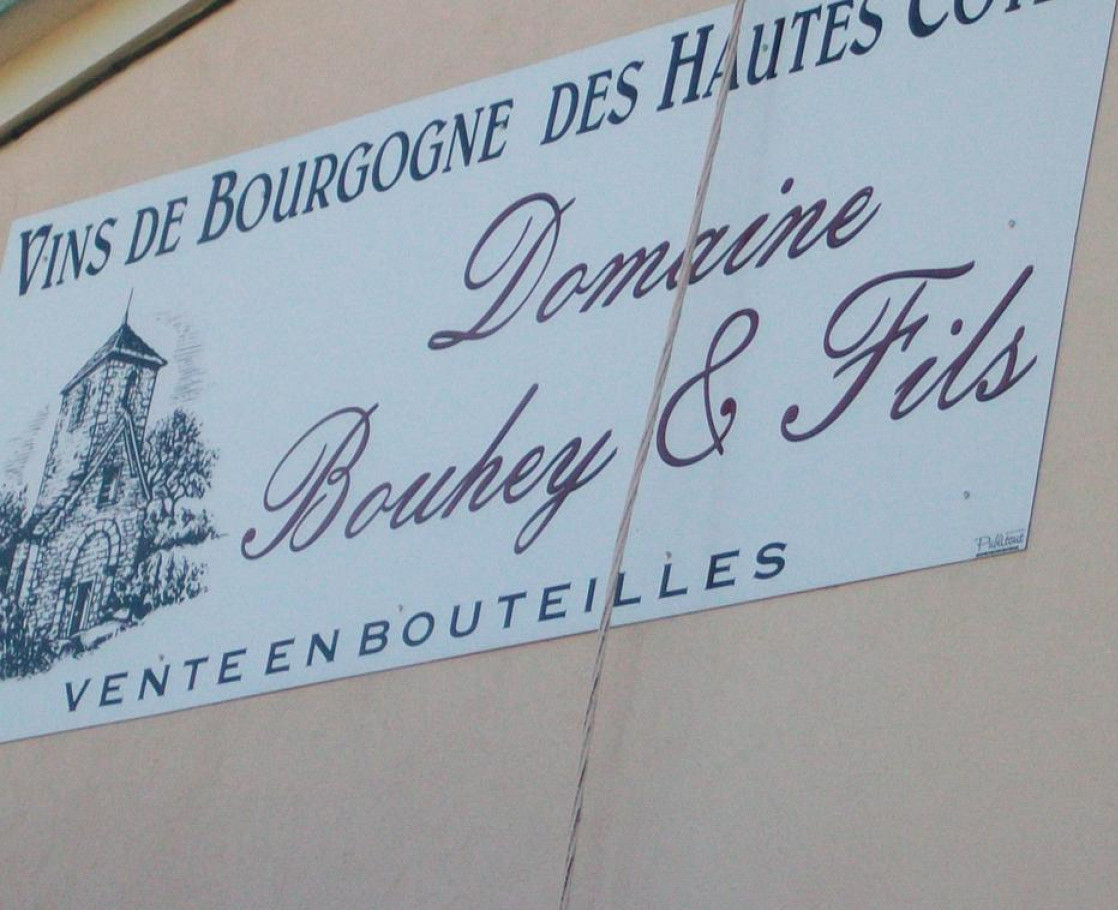 VINS DE BOURGOGNE DES HAUTES
Domaine
Bouhey & Fils
VENTE EN BOUTEILLES